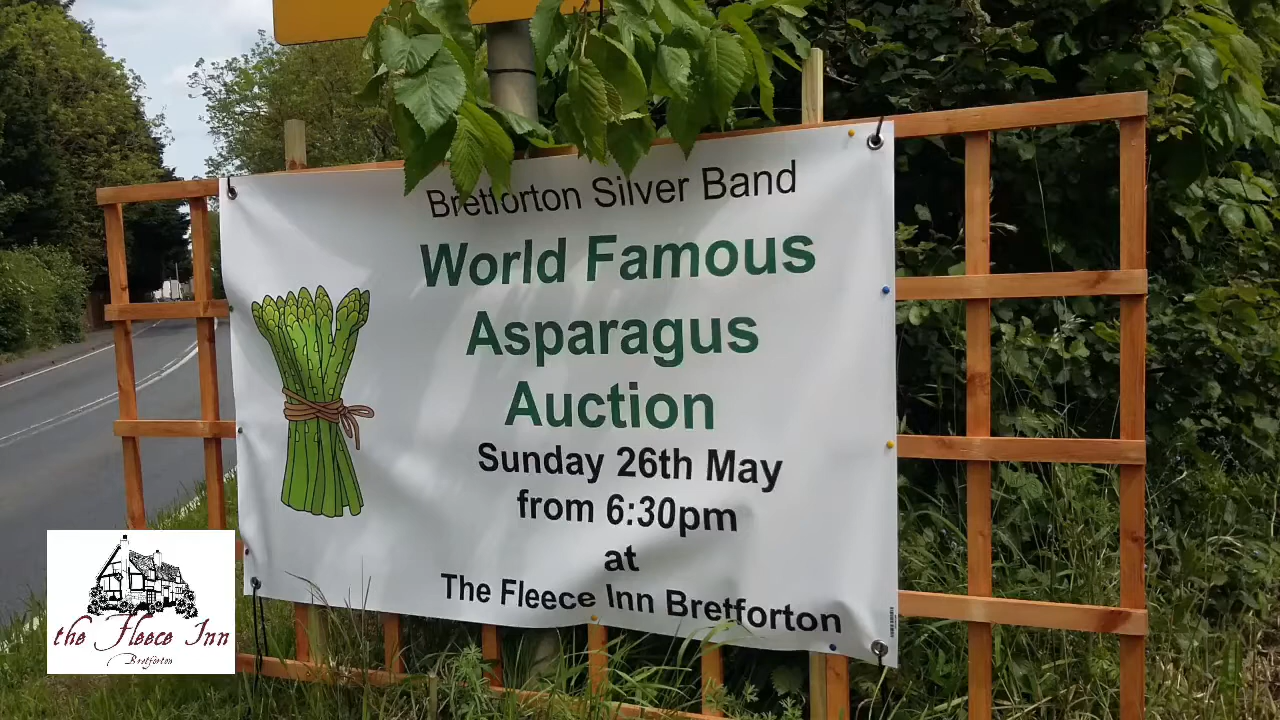 Bretforton Silver Band
World Famous
Asparagus
Auction
Sunday 26th May
from 6:30pm
at
The Fleece Inn Bretforton
the Fleece Inn
Bretforton